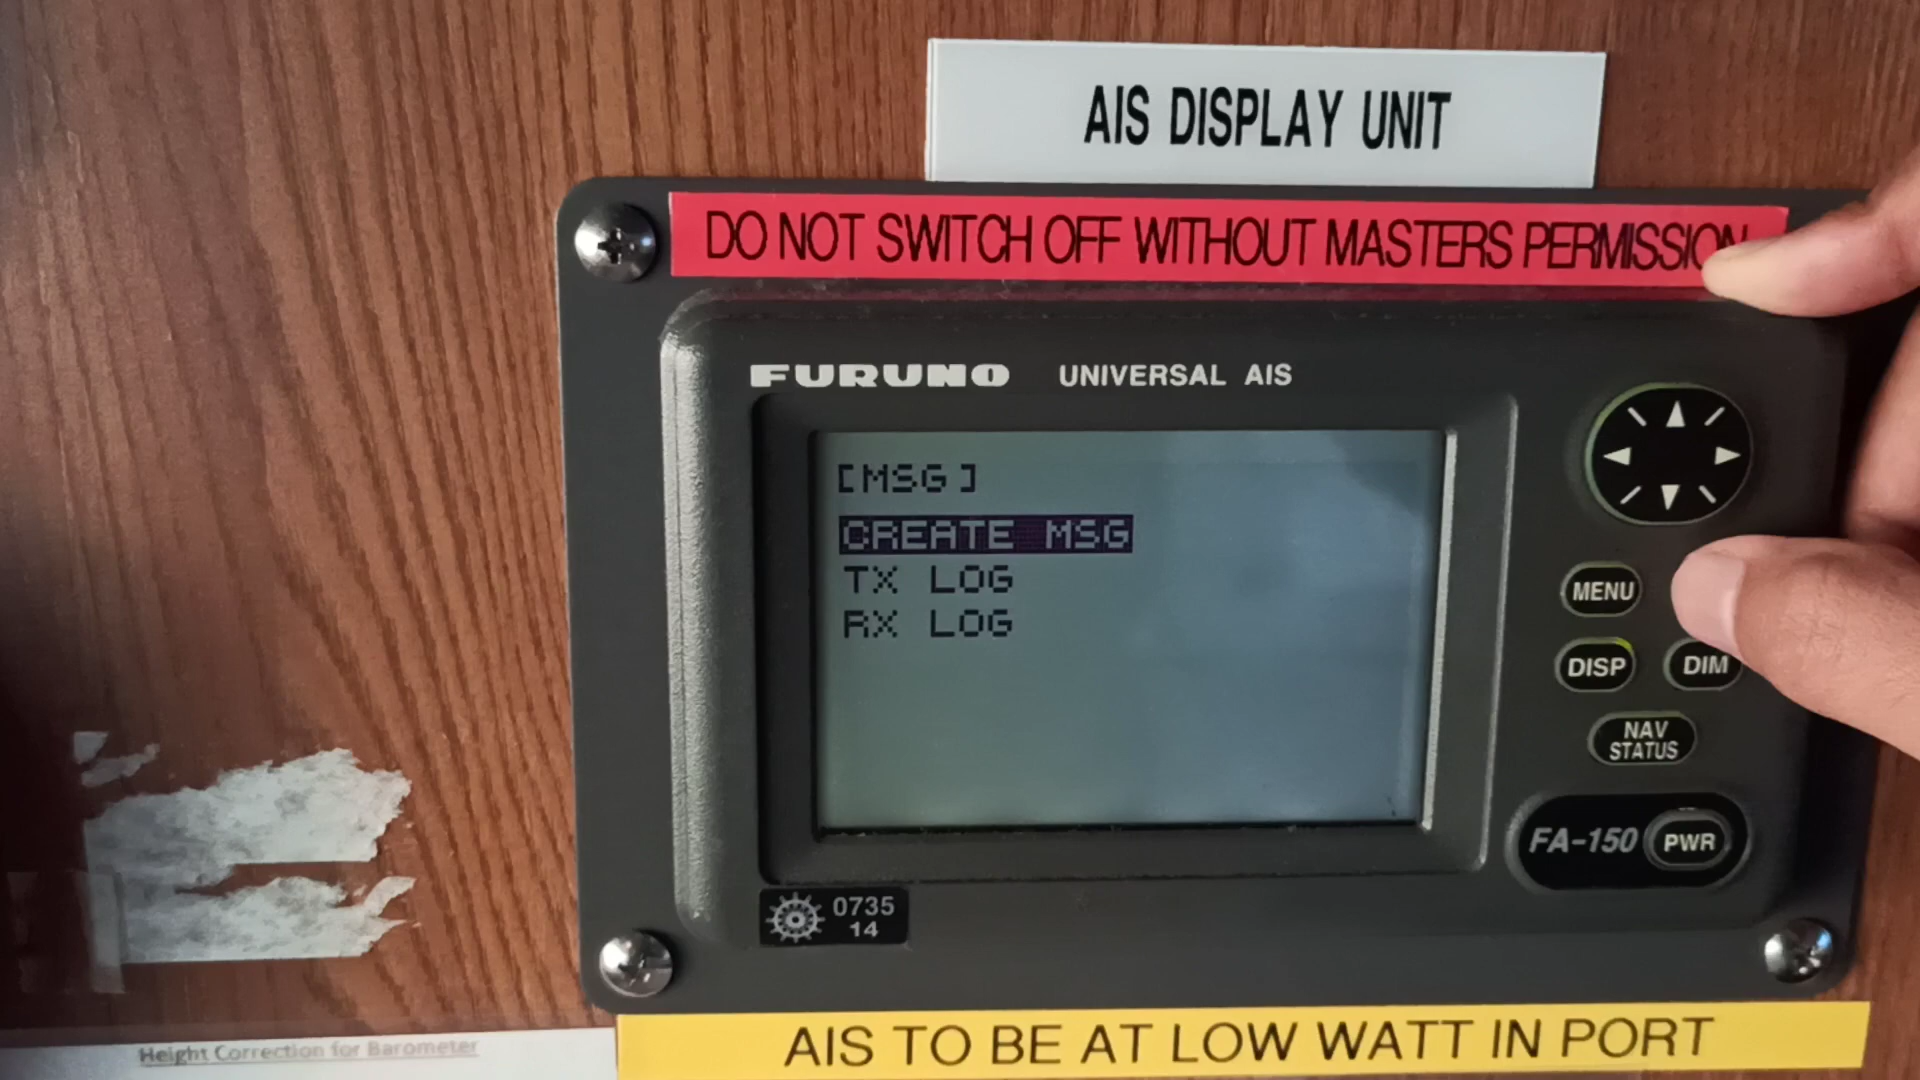 AIS DISPLAY UNIT
DO NOT SWITCH OFF WITHOUT MASTERS PERMISSION
FURUNO UNIVERSAL AIS
[MSG]
CREATE MSG
TX LOG
RX LOG
MENU
DISP
DIM
NAV
STATUS
FA-150
PWR
0735
14
AIS TO BE AT LOW WATT IN PORT
Height Correction for Barometer